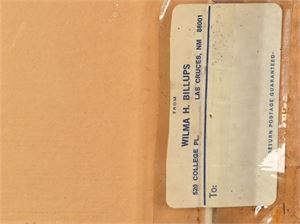 FROM
WILMA H. BILLUPS
520 COLLEGE PL. LAS CRUCES, NM 88001
TO:
RETURN POSTAGE GUARANTEED